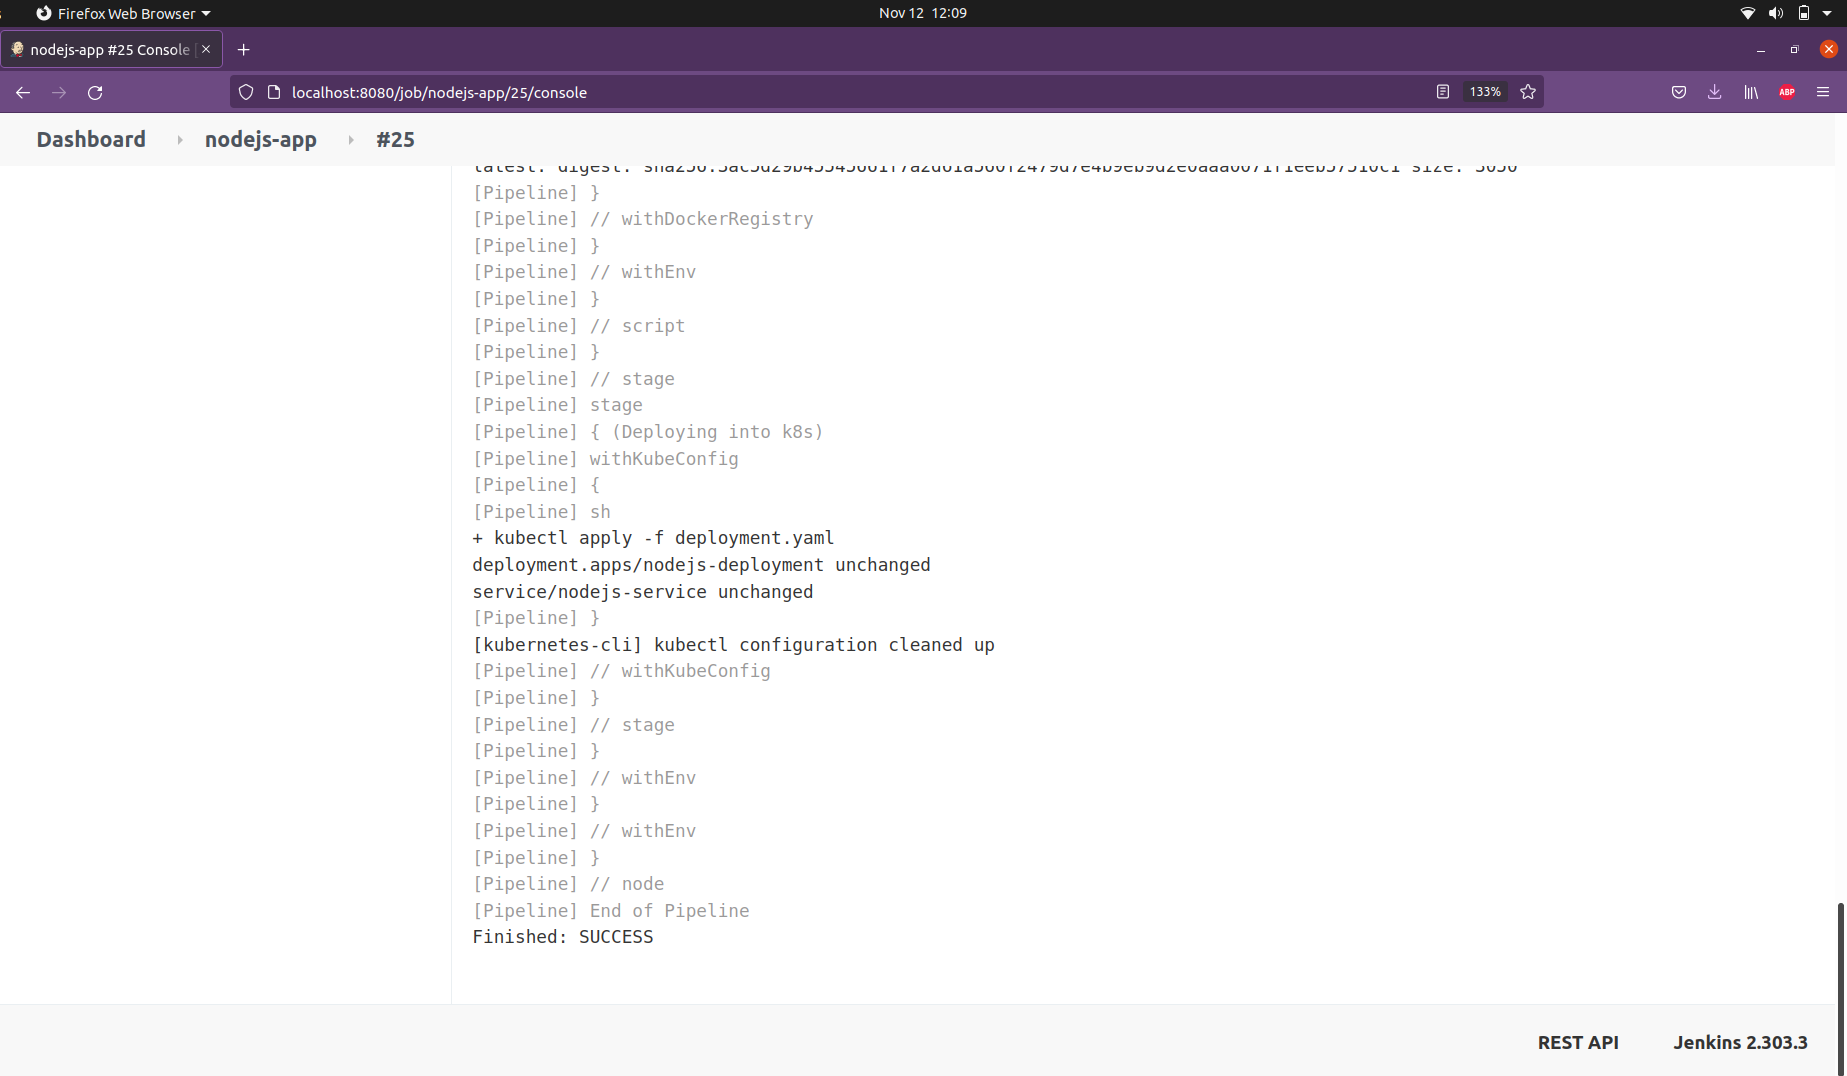 Firefox Web Browser
Nov 12 12:09
nodejs-app #25 Console
localhost:8080/job/nodejs-app/25/console
133%
ABP
Dashboard
nodejs-app
#25
[Pipeline] }
[Pipeline] // withDockerRegistry
[Pipeline] }
[Pipeline] // withEnv
[Pipeline] }
[Pipeline] // script
[Pipeline] }
[Pipeline] // stage
[Pipeline] stage
[Pipeline] { (Deploying into k8s)
[Pipeline] withKubeConfig
[Pipeline] {
[Pipeline] sh
+ kubectl apply -f deployment.yaml
deployment.apps/nodejs-deployment unchanged
service/nodejs-service unchanged
[Pipeline] }
[kubernetes-cli] kubectl configuration cleaned up
[Pipeline] // withKubeConfig
[Pipeline] }
[Pipeline] // stage
[Pipeline] }
[Pipeline] // withEnv
[Pipeline] }
[Pipeline] // withEnv
[Pipeline] }
[Pipeline] // node
[Pipeline] End of Pipeline
Finished: SUCCESS
REST API
Jenkins 2.303.3